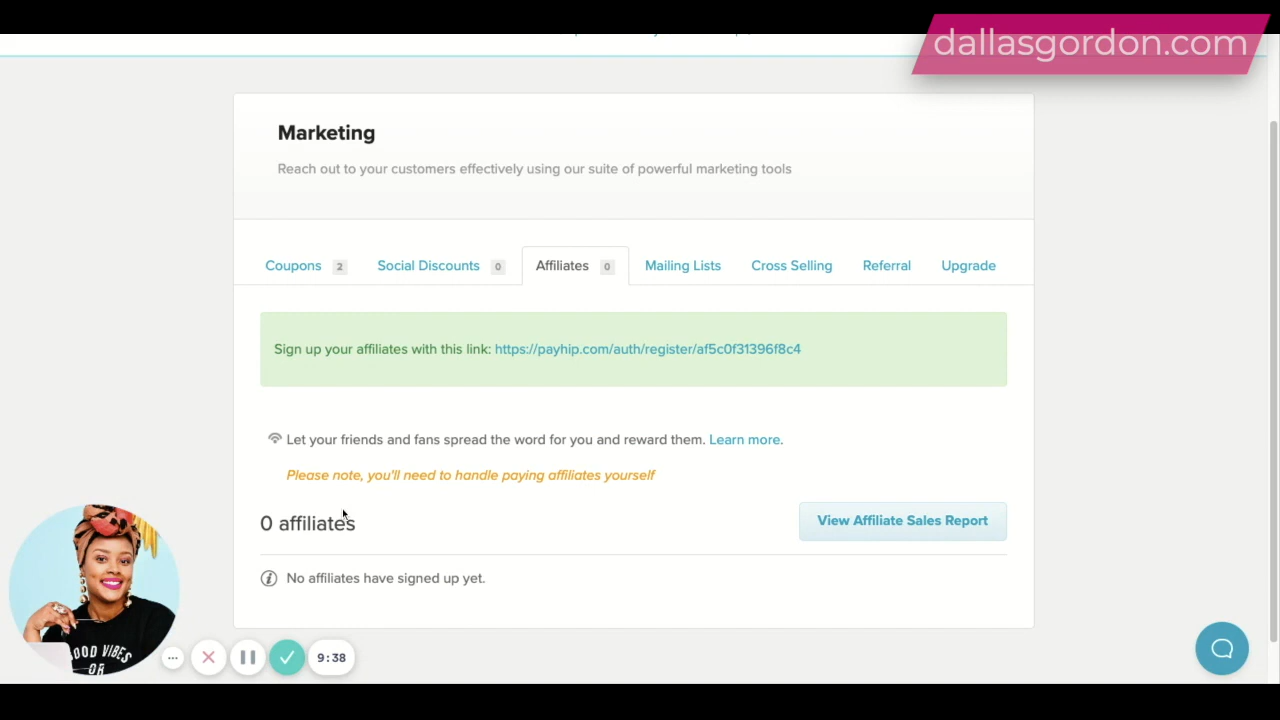 dallasgordon.com
Marketing
Reach out to your customers effectively using our suite of powerful marketing tools
Coupons 2 Social Discounts 0 Affiliates 0 Mailing Lists Cross Selling Referral Upgrade
Sign up your affiliates with this link: https://payhip.com/auth/register/af5c0f31396f8c4
Let your friends and fans spread the word for you and reward them. Learn more.
Please note, you'll need to handle paying affiliates yourself
0 affiliates
View Affiliate Sales Report
No affiliates have signed up yet.
GOOD VIBES
OR
9:38